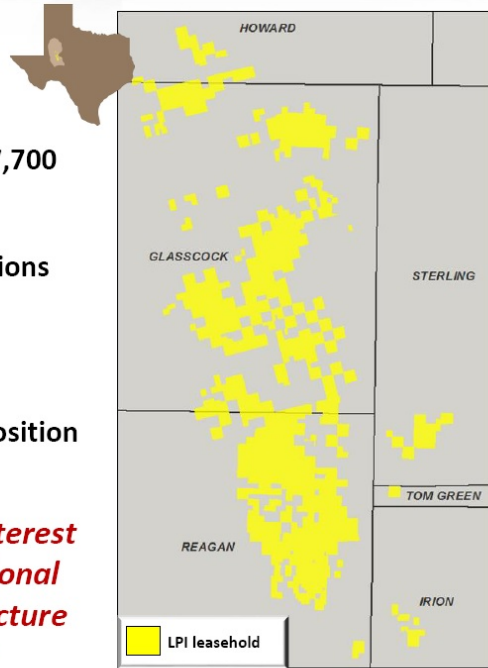 HOWARD
,700
ions
GLASSCOCK
STERLING
osition
TOM GREEN
terest
REAGAN
onal
IRION
cture
LPI leasehold